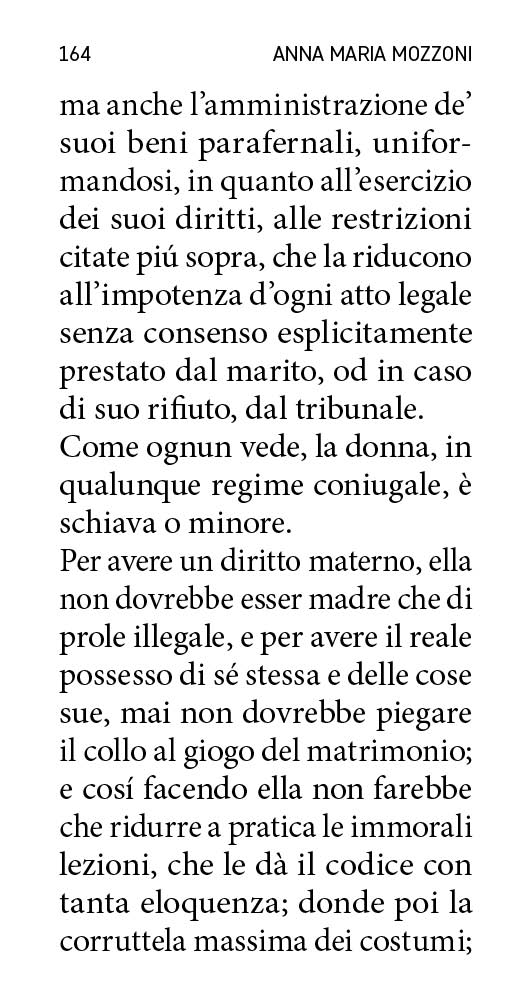 164 ANNA MARIA MOZZONI
ma anche l’amministrazione de’
suoi beni parafernali, unifor-
mandosi, in quanto all’esercizio
dei suoi diritti, alle restrizioni
citate piú sopra, che la riducono
all’impotenza d’ogni atto legale
senza consenso esplicitamente
prestato dal marito, od in caso
di suo rifiuto, dal tribunale.
Come ognun vede, la donna, in
qualunque regime coniugale, è
schiava o minore.
Per avere un diritto materno, ella
non dovrebbe esser madre che di
prole illegale, e per avere il reale
possesso di sé stessa e delle cose
sue, mai non dovrebbe piegare
il collo al giogo del matrimonio;
e cosí facendo ella non farebbe
che ridurre a pratica le immorali
lezioni, che le dà il codice con
tanta eloquenza; donde poi la
corruttela massima dei costumi;